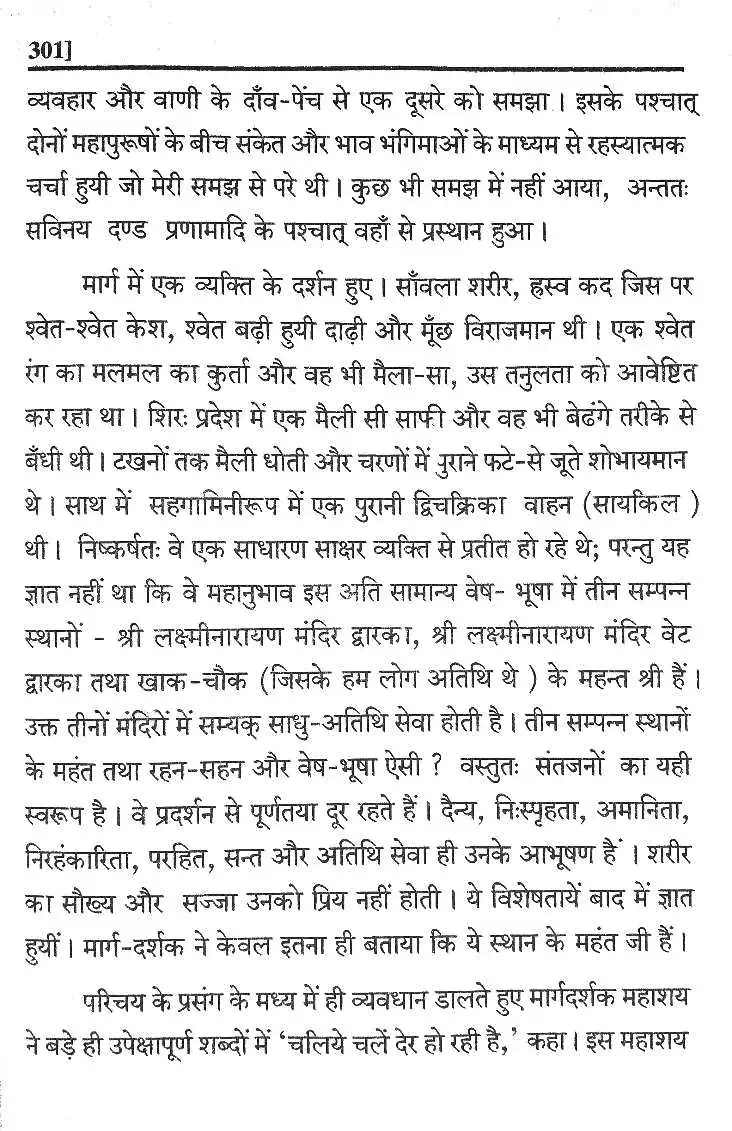 301]
व्यवहार और वाणी के दाँव-पेंच से एक दूसरे को समझा । इसके पश्चात्
दोनों महापुरूषों के बीच संकेत और भाव भंगिमाओं के माध्यम से रहस्यात्मक
चर्चा हुयी जो मेरी समझ से परे थी । कुछ भी समझ में नहीं आया, अन्ततः
सविनय दण्ड प्रणामादि के पश्चात् वहाँ से प्रस्थान हुआ ।
मार्ग में एक व्यक्ति के दर्शन हुए । साँवला शरीर, ह्रस्व कद जिस पर
श्वेत-श्वेत केश, श्वेत बढ़ी हुयी दाढ़ी और मूँछ विराजमान थी । एक श्वेत
रंग का मलमल का कुर्ता और वह भी मैला-सा, उस तनुलता को आवेष्टित
कर रहा था । शिरः प्रदेश में एक मैली सी साफी और वह भी बेढंगे तरीके से
बँधी थी । टखनों तक मैली धोती और चरणों में पुराने फटे-से जूते शोभायमान
थे । साथ में सहगामिनीरूप में एक पुरानी द्विचक्रिका वाहन (सायकिल )
थी । निष्कर्षतः वे एक साधारण साक्षर व्यक्ति से प्रतीत हो रहे थे; परन्तु यह
ज्ञात नहीं था कि वे महानुभाव इस अति सामान्य वेष- भूषा में तीन सम्पन्न
स्थानों - श्री लक्ष्मीनारायण मंदिर द्वारका, श्री लक्ष्मीनारायण मंदिर वेट
द्वारका तथा खाक-चौक (जिसके हम लोग अतिथि थे ) के महन्त श्री हैं ।
उक्त तीनों मंदिरों में सम्यक् साधु-अतिथि सेवा होती है । तीन सम्पन्न स्थानों
के महंत तथा रहन-सहन और वेष-भूषा ऐसी ? वस्तुतः संतजनों का यही
स्वरूप है । वे प्रदर्शन से पूर्णतया दूर रहते हैं । दैन्य, निःस्पृहता, अमानिता,
निरहंकारिता, परहित, सन्त और अतिथि सेवा ही उनके आभूषण हैं । शरीर
का सौख्य और सज्जा उनको प्रिय नहीं होती । ये विशेषतायें बाद में ज्ञात
हुयीं । मार्ग-दर्शक ने केवल इतना ही बताया कि ये स्थान के महंत जी हैं ।
परिचय के प्रसंग के मध्य में ही व्यवधान डालते हुए मार्गदर्शक महाशय
ने बड़े ही उपेक्षापूर्ण शब्दों में ‘चलिये चलें देर हो रही है,’ कहा । इस महाशय